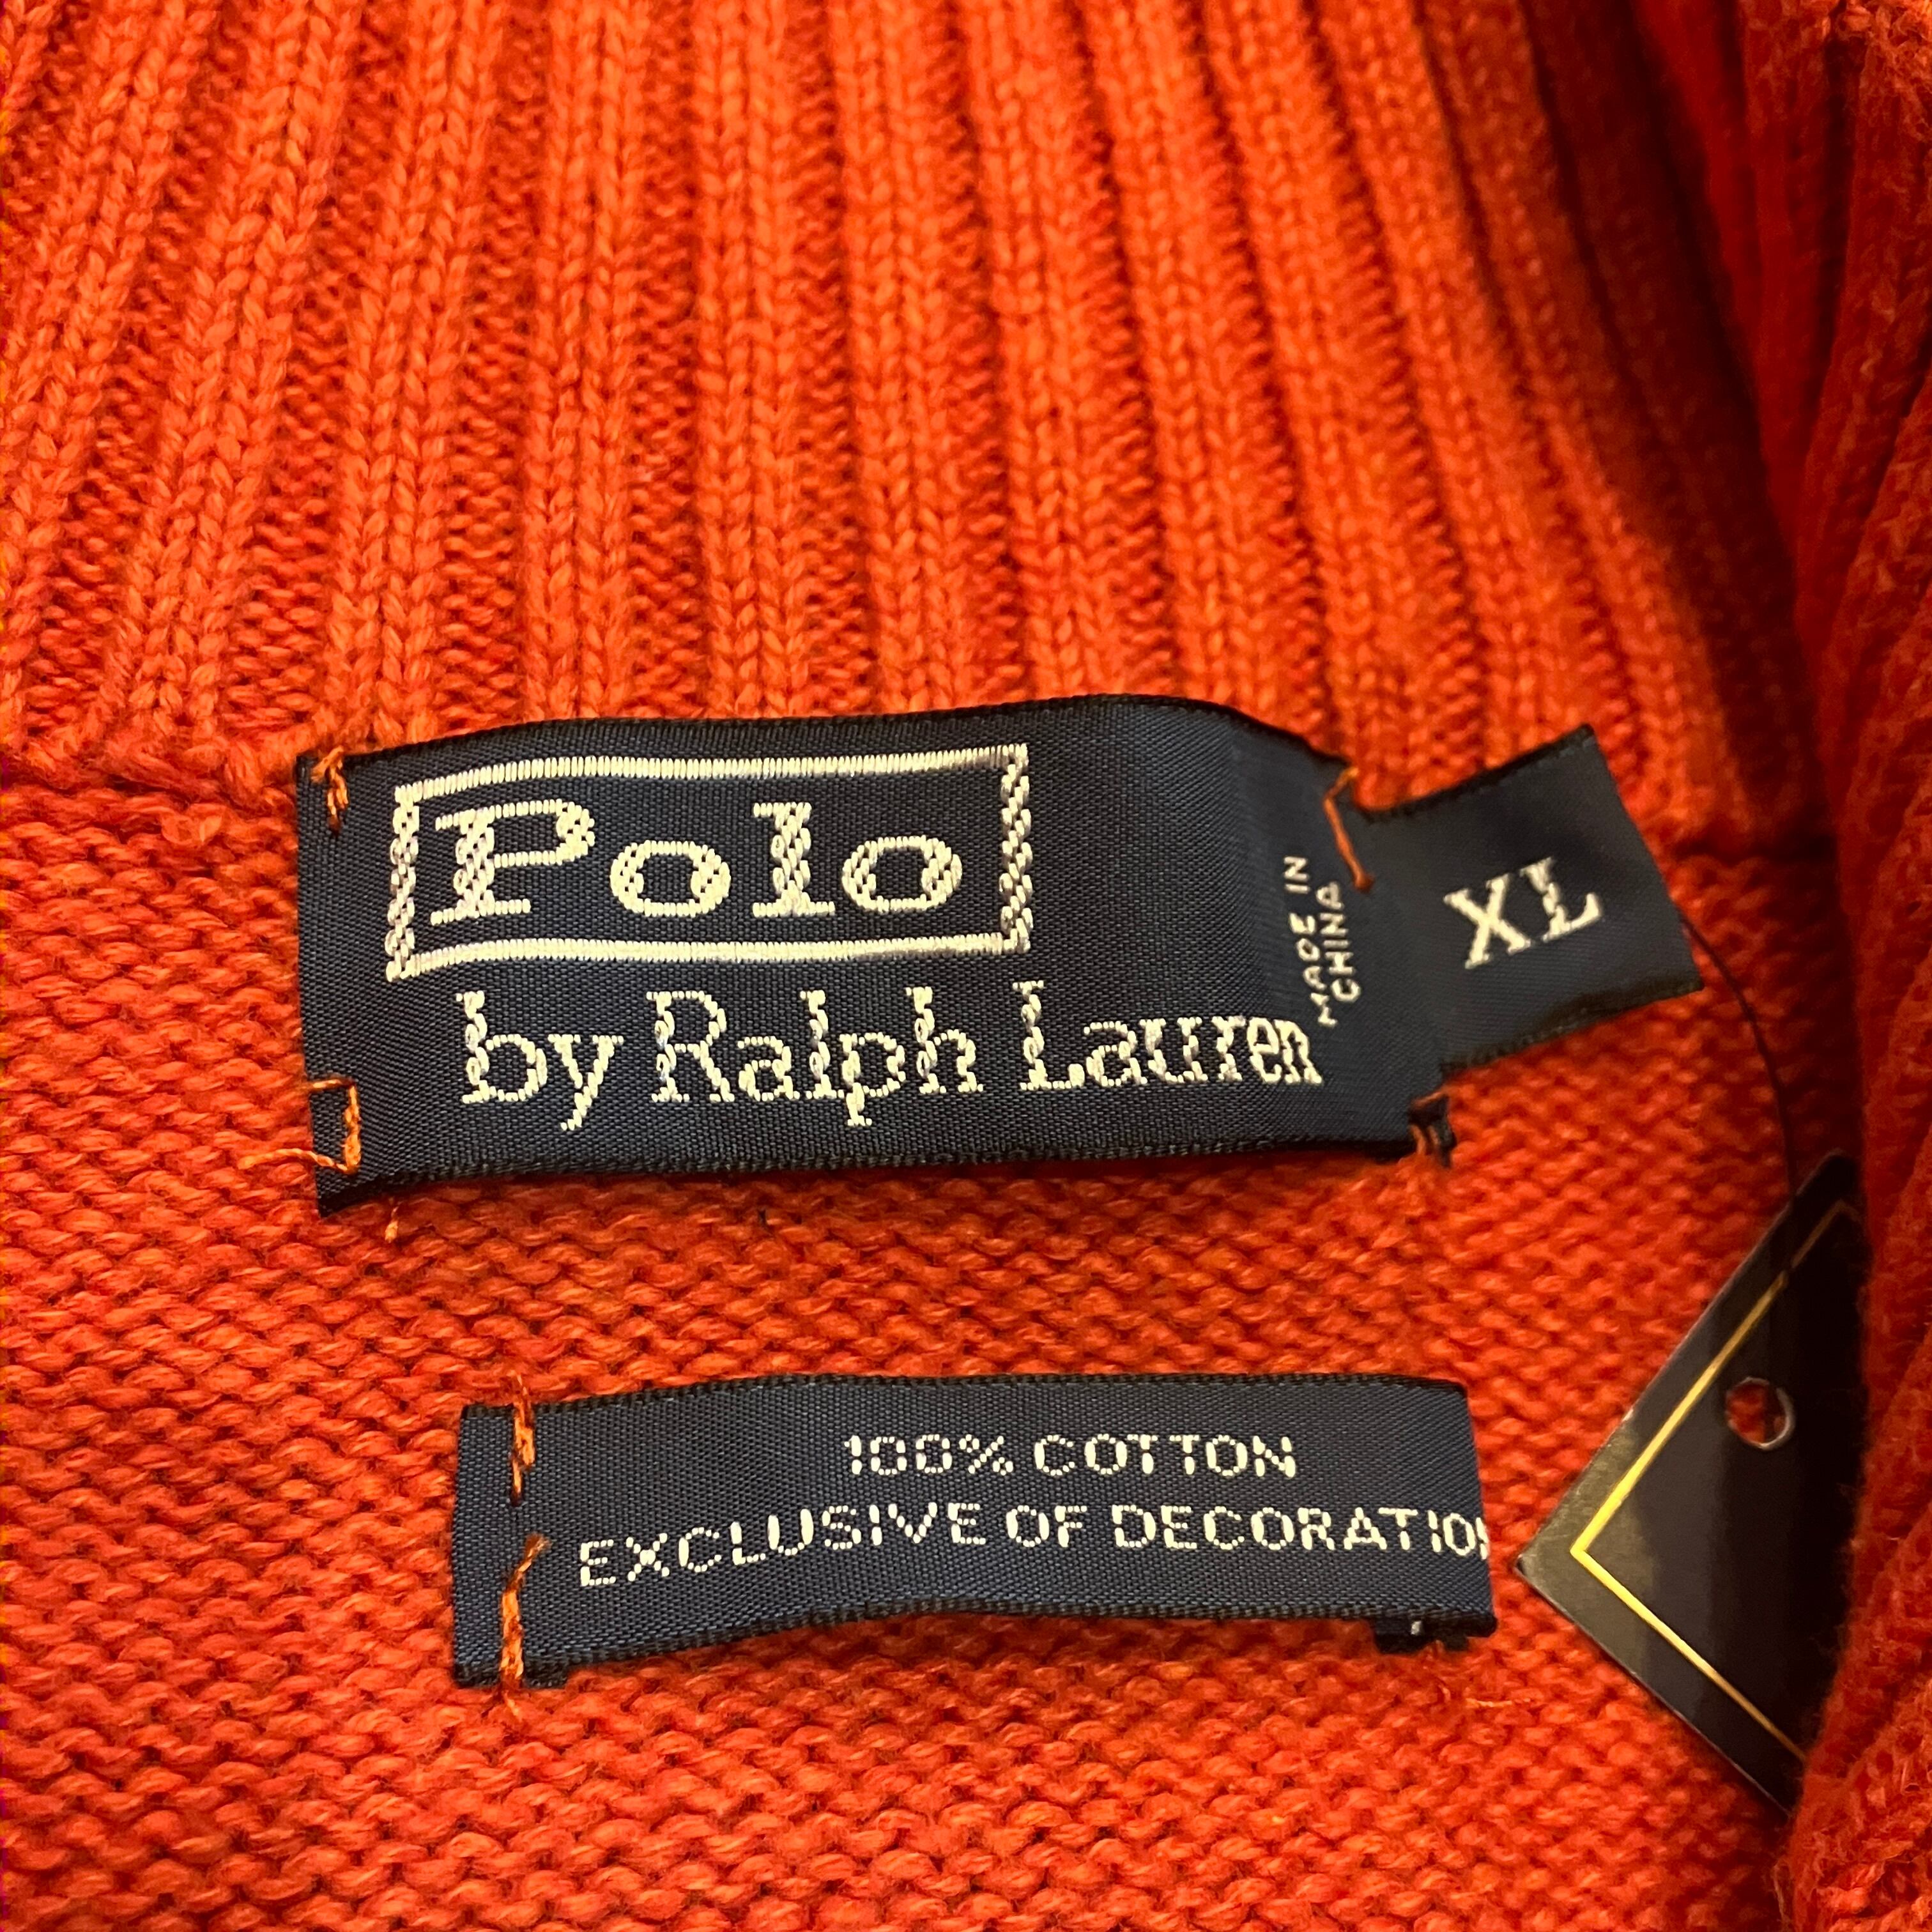 Polo
by Ralph Lauren
MADE IN
CHINA
XL
100% COTTON
EXCLUSIVE OF DECORATION